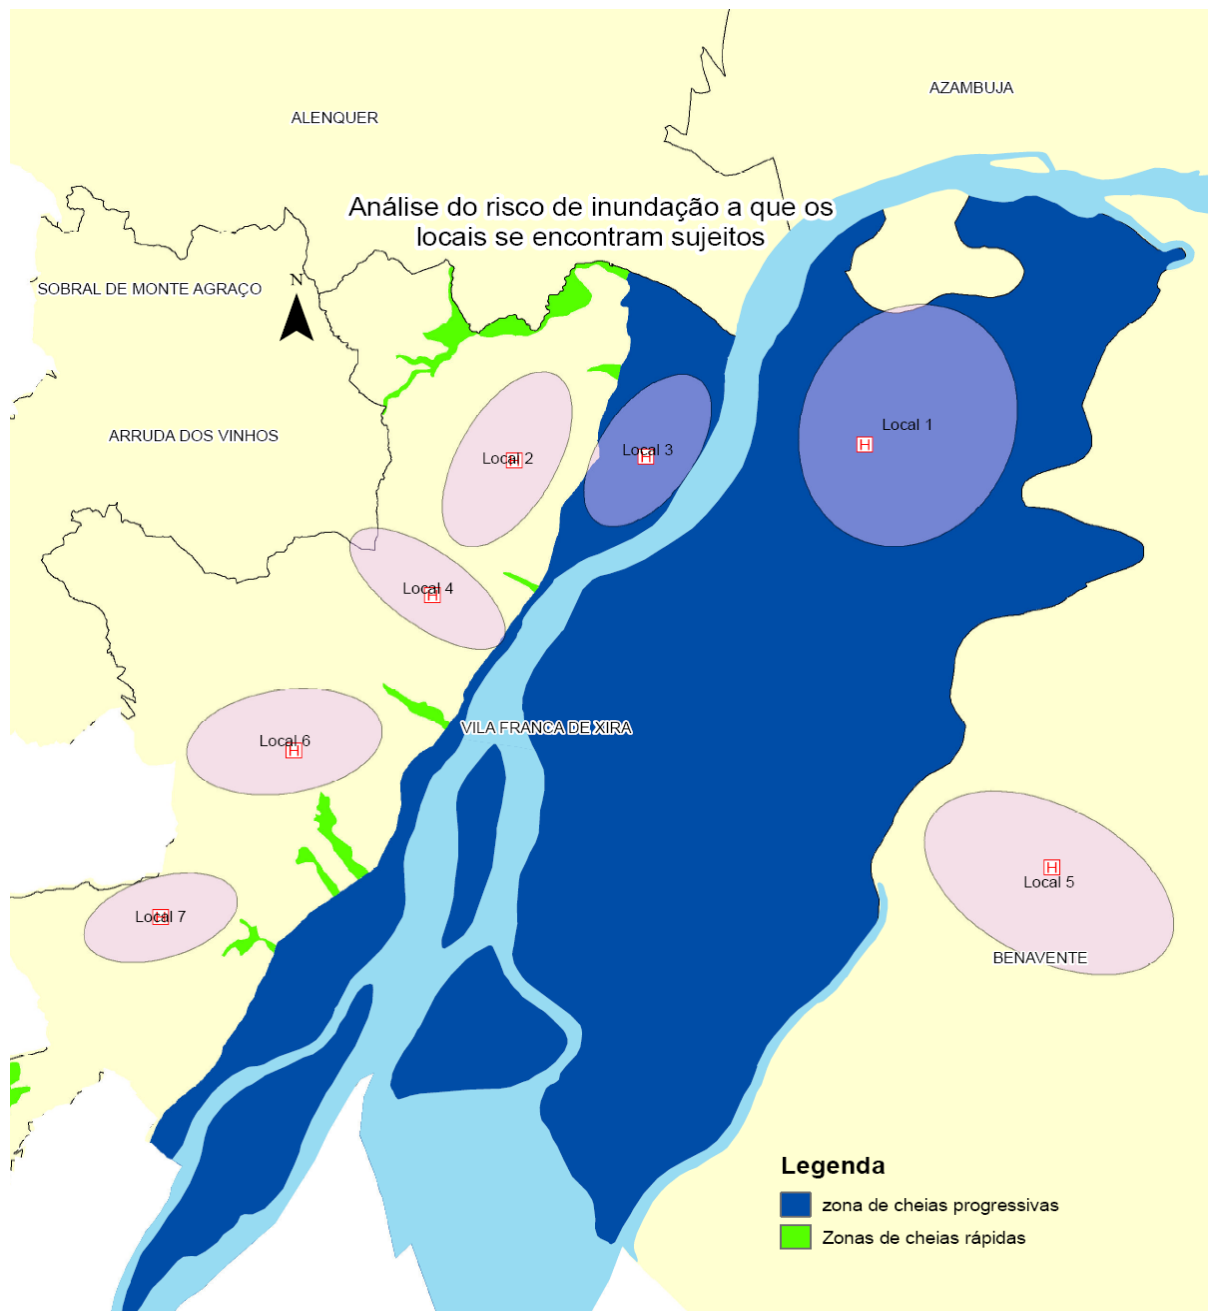 AZAMBUJA
ALENQUER
Análise do risco de inundação a que os
locais se encontram sujeitos
SOBRAL DE MONTE AGRAÇO
N
ARRUDA DOS VINHOS
Local 1
H
Local 2
H
Local 3
H
Local 4
H
VILA FRANCA DE XIRA
Local 6
H
H
Local 5
Local 7
H
BENAVENTE
Legenda
zona de cheias progressivas
Zonas de cheias rápidas